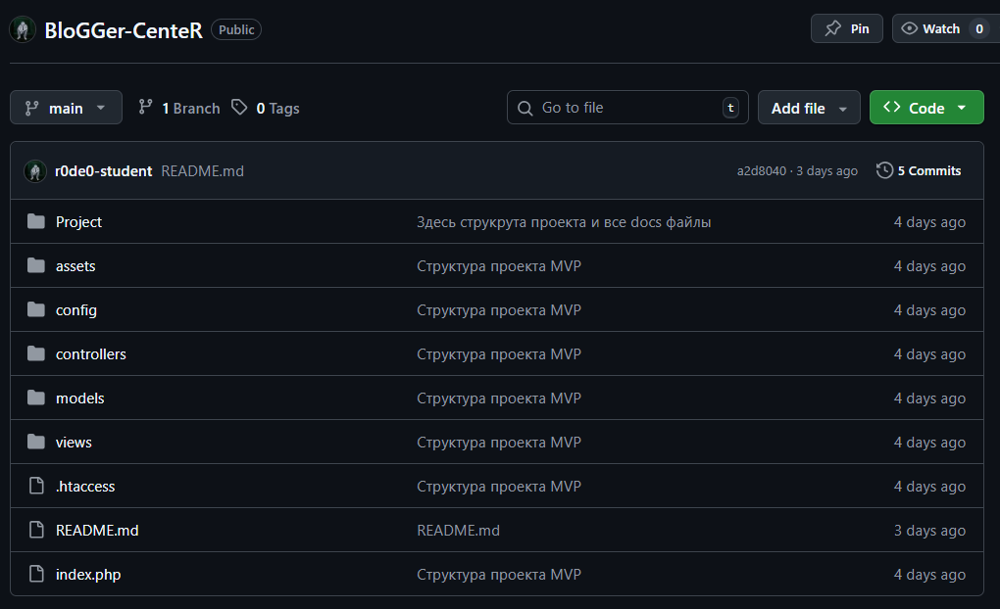 BloGGer-CenteR Public Pin Watch 0
main 1 Branch 0 Tags Go to file t Add file Code
r0de0-student README.md a2d8040 · 3 days ago 5 Commits
Project Здесь струкрута проекта и все docs файлы 4 days ago
assets Структура проекта MVP 4 days ago
config Структура проекта MVP 4 days ago
controllers Структура проекта MVP 4 days ago
models Структура проекта MVP 4 days ago
views Структура проекта MVP 4 days ago
.htaccess Структура проекта MVP 4 days ago
README.md README.md 3 days ago
index.php Структура проекта MVP 4 days ago